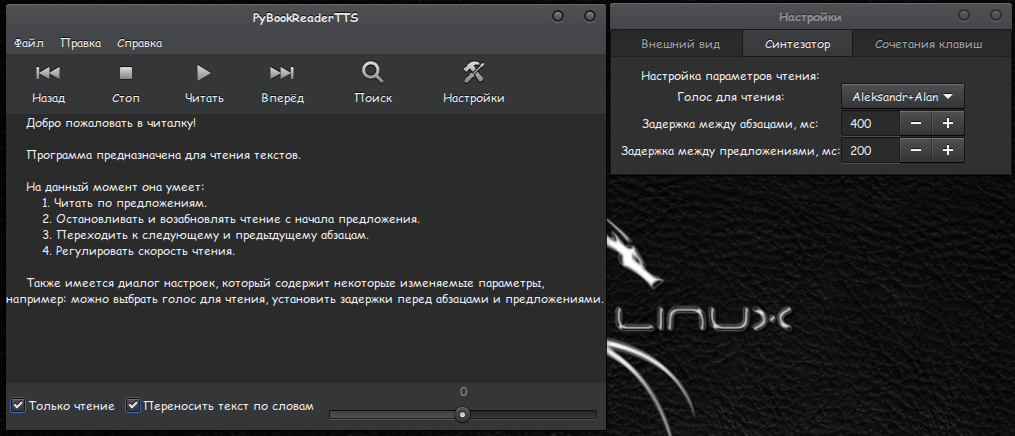 PyBookReaderTTS
Файл Правка Справка
Назад Стоп Читать Вперёд Поиск Настройки
Добро пожаловать в читалку!
Программа предназначена для чтения текстов.
На данный момент она умеет:
1. Читать по предложениям.
2. Остановливать и возабновлять чтение с начала предложения.
3. Переходить к следующему и предыдущему абзацам.
4. Регулировать скорость чтения.
Также имеется диалог настроек, который содержит некоторые изменяемые параметры,
например: можно выбрать голос для чтения, установить задержки перед абзацами и предложениями.
Только чтение Переносить текст по словам 0
Настройки
Внешний вид Синтезатор Сочетания клавиш
Настройка параметров чтения:
Голос для чтения: Aleksandr+Alan
Задержка между абзацами, мс: 400
Задержка между предложениями, мс: 200
LINUX